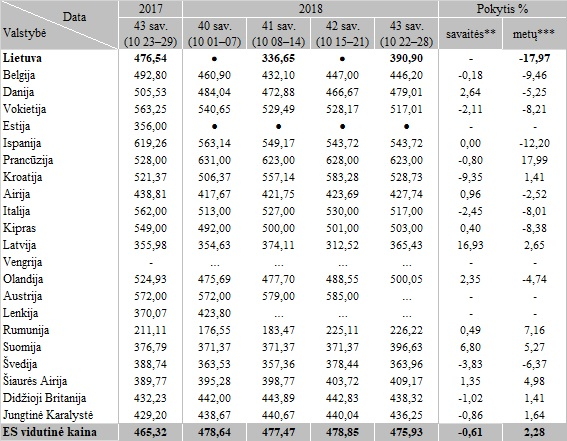 Data 2017 2018 Pokytis %
Valstybė 43 sav. (10 23–29) 40 sav. (10 01–07) 41 sav. (10 08–14) 42 sav. (10 15–21) 43 sav. (10 22–28) savaitės** metų***
Lietuva 476,54 ● 336,65 ● 390,90 - -17,97
Belgija 492,80 460,90 432,10 447,00 446,20 -0,18 -9,46
Danija 505,53 484,04 472,88 466,67 479,01 2,64 -5,25
Vokietija 563,25 540,65 529,49 528,17 517,01 -2,11 -8,21
Estija 356,00 ● ● ● ● - -
Ispanija 619,26 563,14 549,17 543,72 543,72 0,00 -12,20
Prancūzija 528,00 631,00 623,00 628,00 623,00 -0,80 17,99
Kroatija 521,37 506,37 557,14 583,28 528,73 -9,35 1,41
Airija 438,81 417,67 421,75 423,69 427,74 0,96 -2,52
Italija 562,00 513,00 527,00 530,00 517,00 -2,45 -8,01
Kipras 549,00 492,00 500,00 501,00 503,00 0,40 -8,38
Latvija 355,98 354,63 374,11 312,52 365,43 16,93 2,65
Vengrija - ... ... ... ... - -
Olandija 524,93 475,69 477,70 488,55 500,05 2,35 -4,74
Austrija 572,00 572,00 579,00 585,00 ... - -
Lenkija 370,07 423,80 ... ... ... - -
Rumunija 211,11 176,55 183,47 225,11 226,22 0,49 7,16
Suomija 376,79 371,37 371,37 371,37 396,63 6,80 5,27
Švedija 388,74 363,53 357,36 378,44 363,96 -3,83 -6,37
Šiaurės Airija 389,77 395,28 398,77 403,72 409,17 1,35 4,98
Didžioji Britanija 432,23 442,00 443,89 442,83 438,32 -1,02 1,41
Jungtinė Karalystė 429,20 438,67 440,67 440,04 436,25 -0,86 1,64
ES vidutinė kaina 465,32 478,64 477,47 478,85 475,93 -0,61 2,28